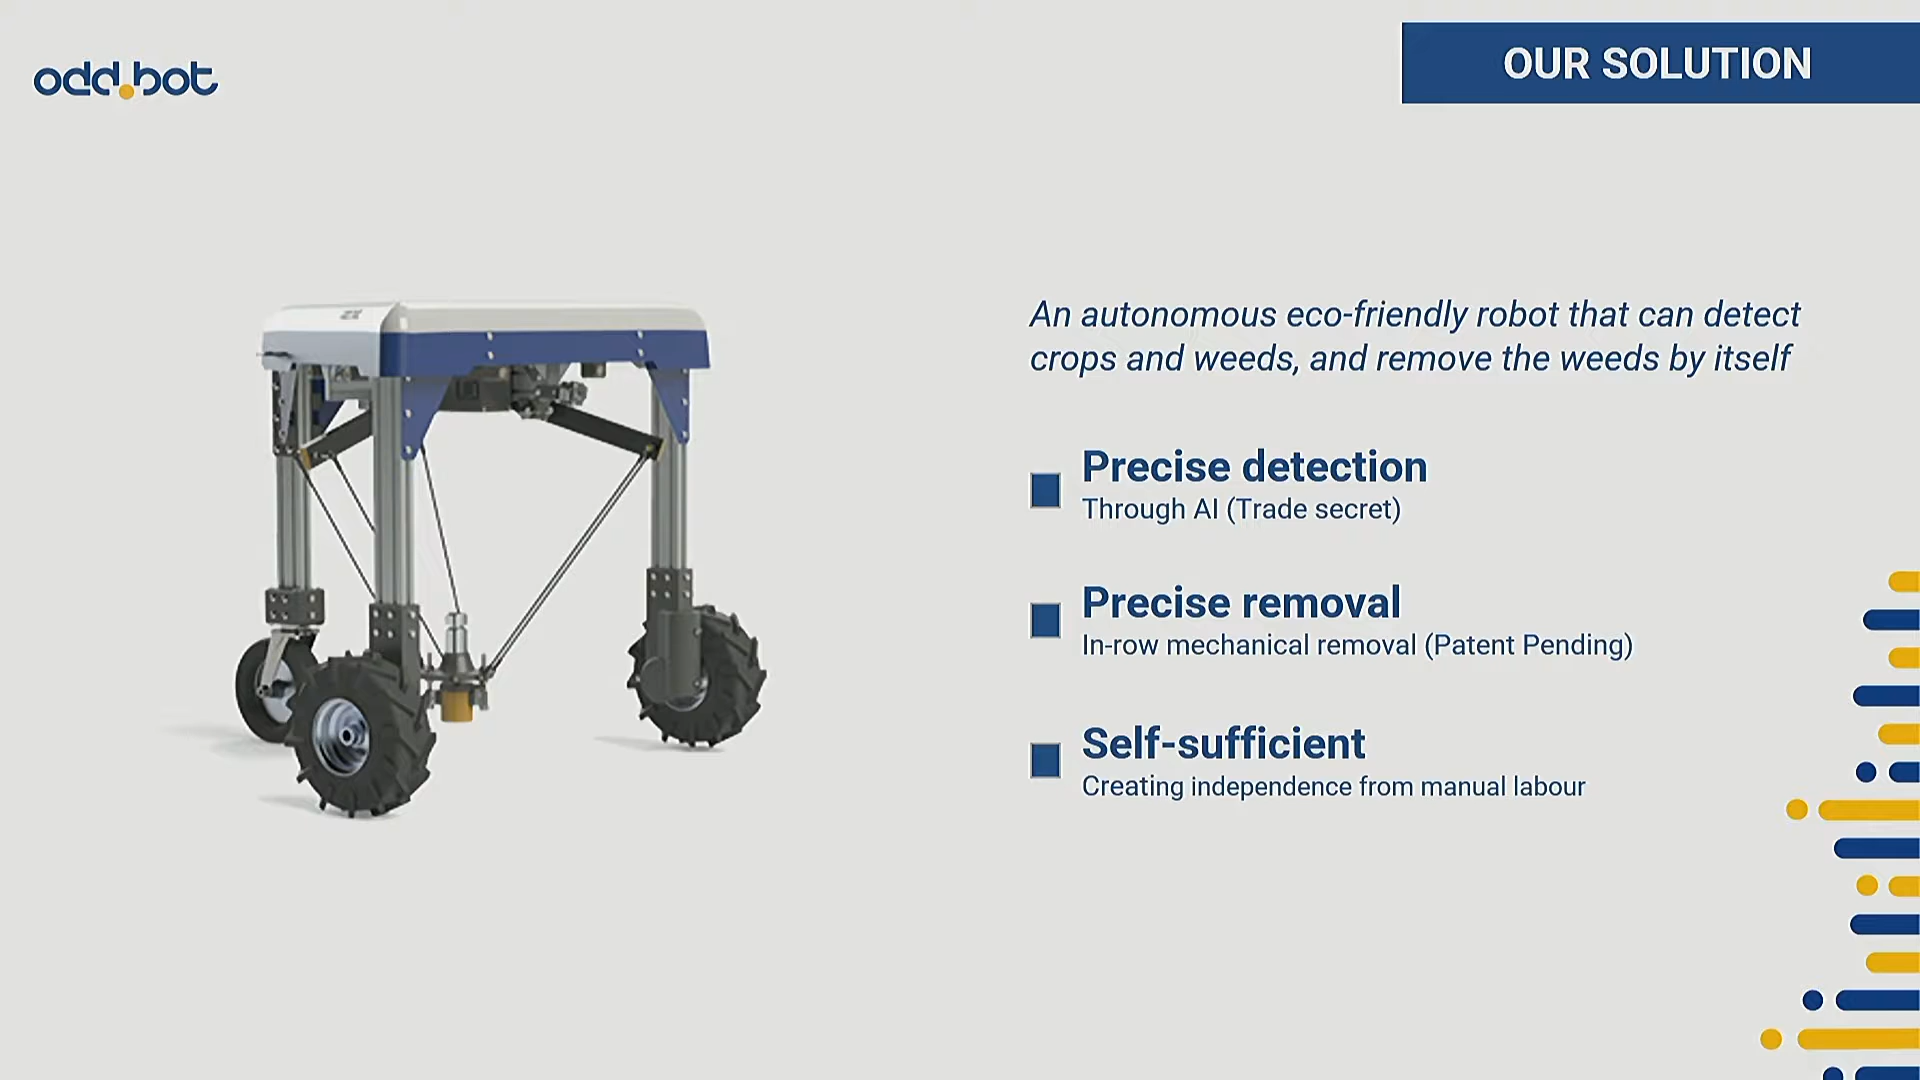 odd.bot
OUR SOLUTION
An autonomous eco-friendly robot that can detect
crops and weeds, and remove the weeds by itself
Precise detection
Through AI (Trade secret)
Precise removal
In-row mechanical removal (Patent Pending)
Self-sufficient
Creating independence from manual labour